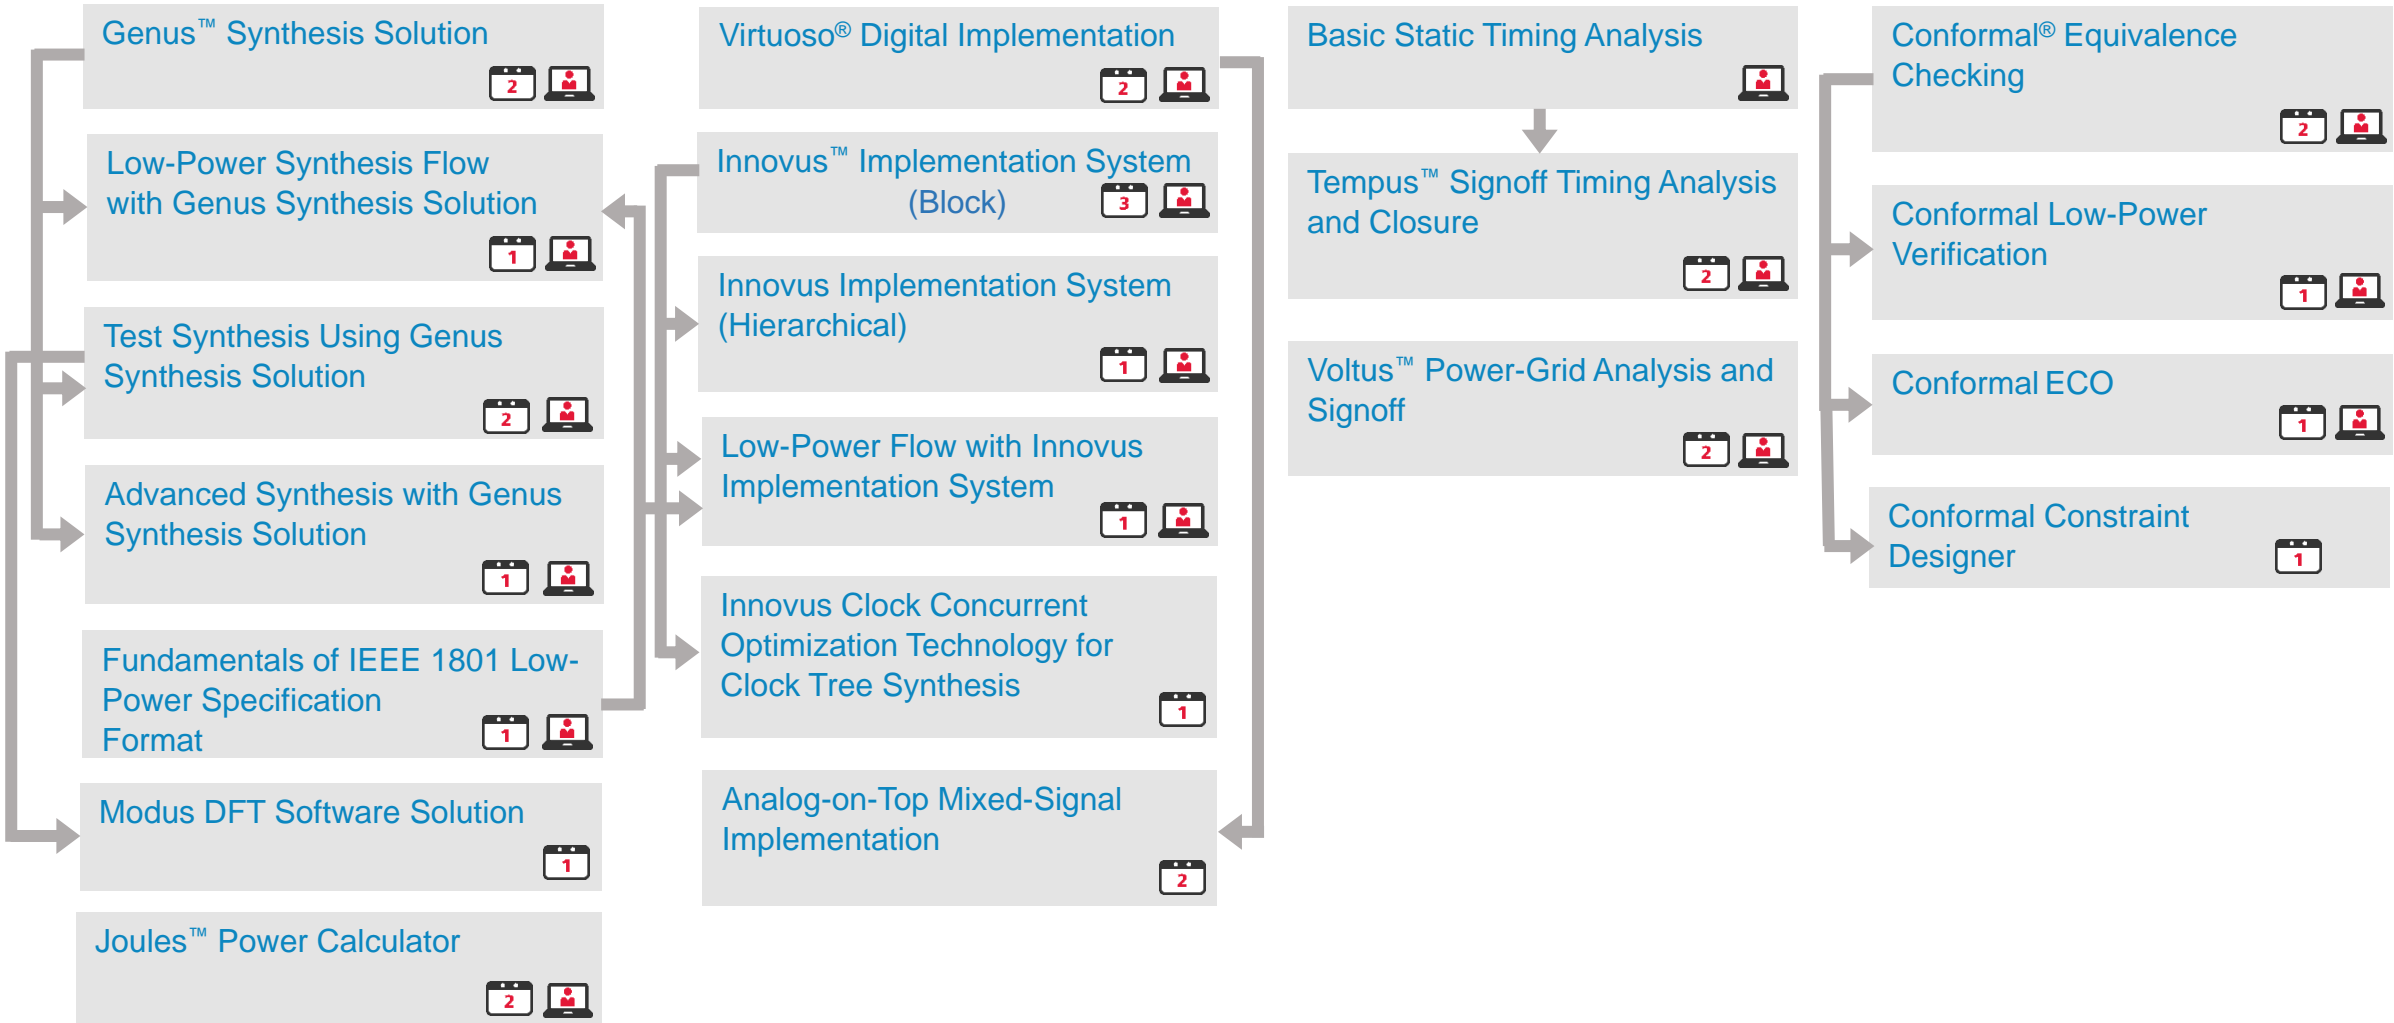 Genus™ Synthesis Solution
2
Low-Power Synthesis Flow
with Genus Synthesis Solution
1
Test Synthesis Using Genus
Synthesis Solution
2
Advanced Synthesis with Genus
Synthesis Solution
1
Fundamentals of IEEE 1801 Low-
Power Specification
Format
1
Modus DFT Software Solution
1
Joules™ Power Calculator
2
Virtuoso® Digital Implementation
2
Innovus™ Implementation System
(Block)
3
Innovus Implementation System
(Hierarchical)
1
Low-Power Flow with Innovus
Implementation System
1
Innovus Clock Concurrent
Optimization Technology for
Clock Tree Synthesis
1
Analog-on-Top Mixed-Signal
Implementation
2
Basic Static Timing Analysis
Tempus™ Signoff Timing Analysis
and Closure
2
Voltus™ Power-Grid Analysis and
Signoff
2
Conformal® Equivalence
Checking
2
Conformal Low-Power
Verification
1
Conformal ECO
1
Conformal Constraint
Designer
1